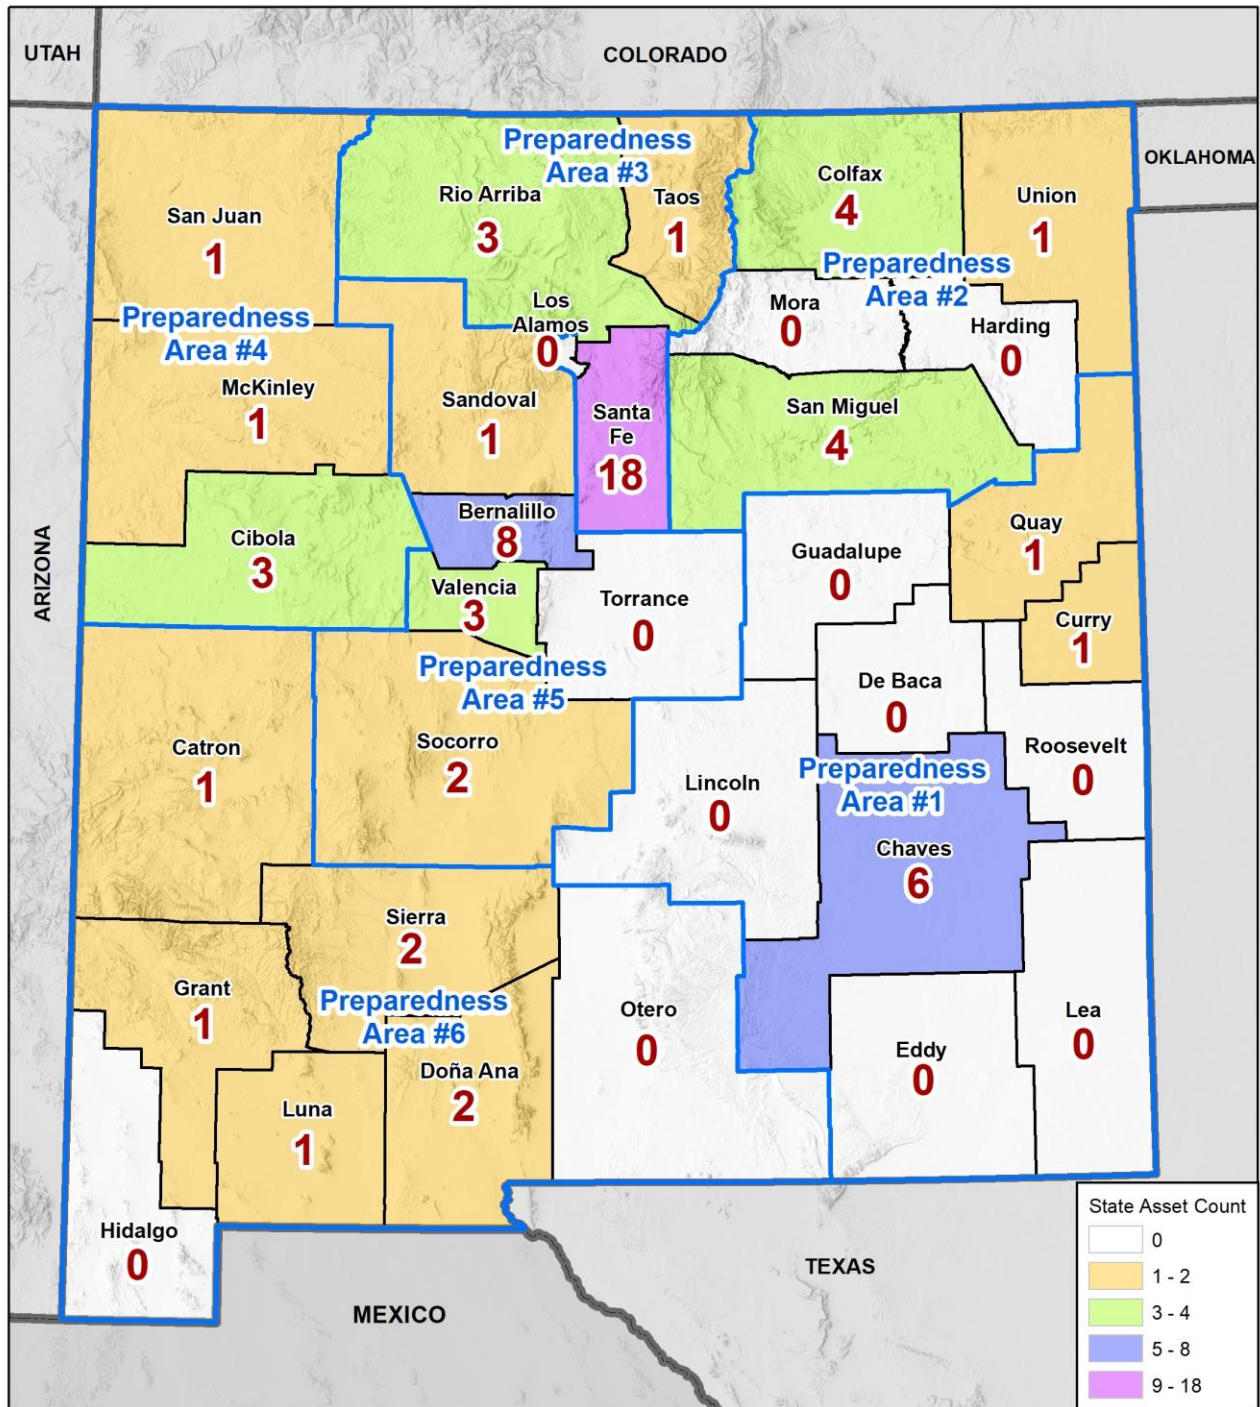 UTAH
COLORADO
OKLAHOMA
ARIZONA
Preparedness
Area #3
San Juan
1
Rio Arriba
3
Taos
1
Colfax
4
Union
1
Preparedness
Area #4
Preparedness
Area #2
Los
Alamos
0
Mora
0
Harding
0
McKinley
1
Sandoval
1
Santa
Fe
18
San Miguel
4
Cibola
3
Bernalillo
8
Valencia
3
Torrance
0
Guadalupe
0
Quay
1
Curry
1
Preparedness
Area #5
De Baca
0
Roosevelt
0
Catron
1
Socorro
2
Lincoln
0
Preparedness
Area #1
Chaves
6
Sierra
2
Grant
1
Preparedness
Area #6
Doña Ana
2
Otero
0
Eddy
0
Lea
0
Luna
1
Hidalgo
0
MEXICO
TEXAS
State Asset Count
0
1 - 2
3 - 4
5 - 8
9 - 18